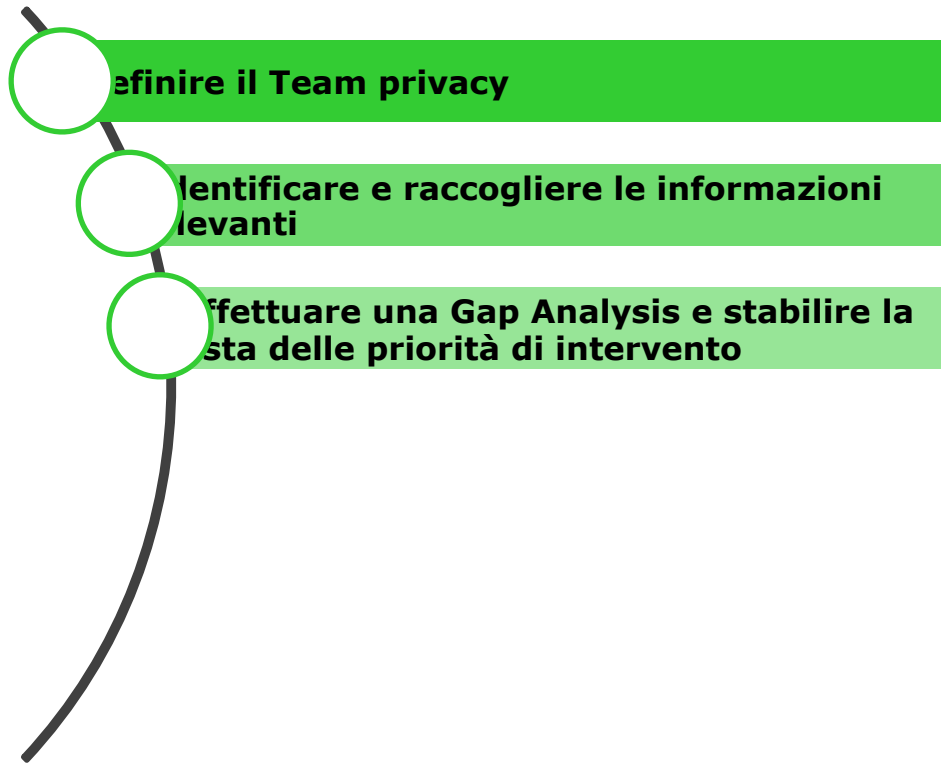 efinire il Team privacy
dentificare e raccogliere le informazioni
levanti
ffettuare una Gap Analysis e stabilire la
sta delle priorità di intervento